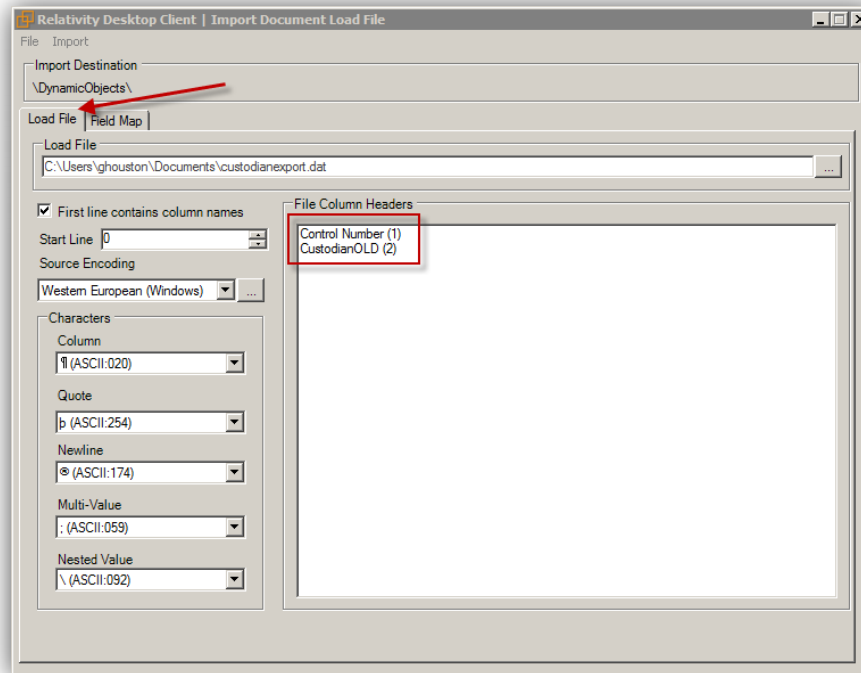 Relativity Desktop Client | Import Document Load File
File Import
Import Destination
\DynamicObjects\
Load File Field Map
Load File
C:\Users\ghouston\Documents\custodianexport.dat ...
First line contains column names
Start Line 0
Source Encoding
Western European (Windows) ...
Characters
Column
¶ (ASCII:020)
Quote
þ (ASCII:254)
Newline
® (ASCII:174)
Multi-Value
; (ASCII:059)
Nested Value
\ (ASCII:092)
File Column Headers
Control Number (1)
CustodianOLD (2)